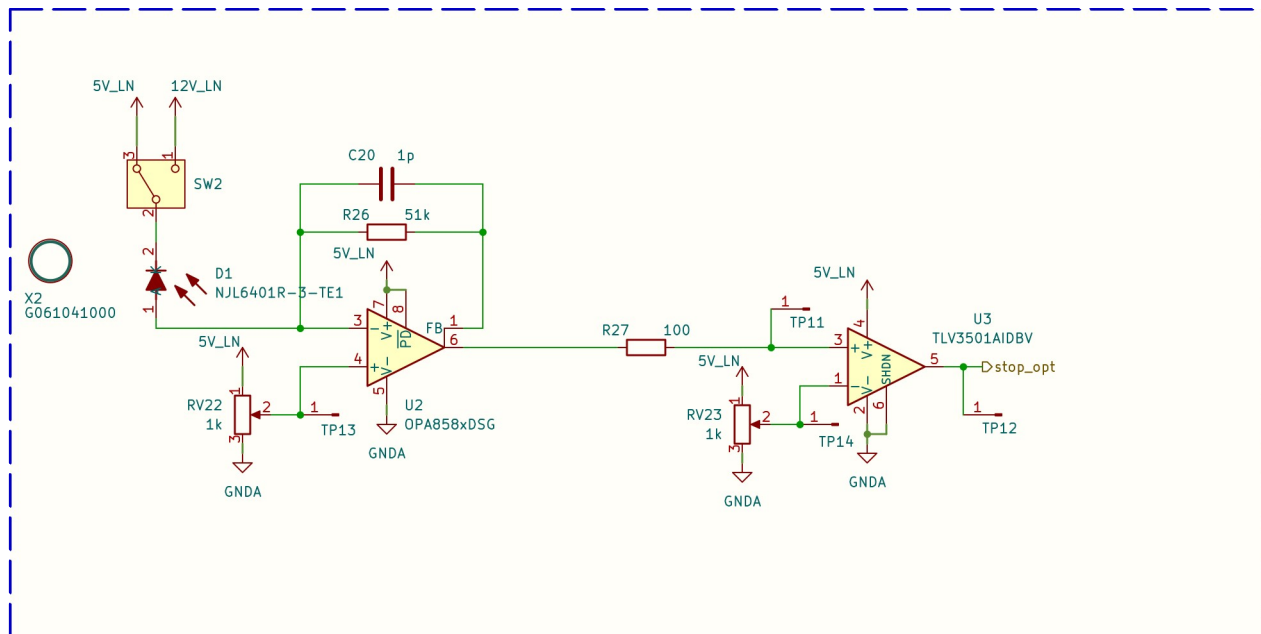 5V_LN 12V_LN
3 1
SW2
2
C20 1p
R26 51k
5V_LN
2
D1
NJL6401R-3-TE1
1
X2
G061041000
7 8
3 − V+ PD FB 1
6
4 + V−
5
U2
OPA858xDSG
GNDA
5V_LN
1
RV22 2
1k
3
1
TP13
GNDA
R27 100
1
TP11
5V_LN
1
RV23 2
1k
3
1
TP14
GNDA
5V_LN
4
3 + V+
1 − V− SHDN
2 6
5
U3
TLV3501AIDBV
stop_opt
1
TP12
GNDA